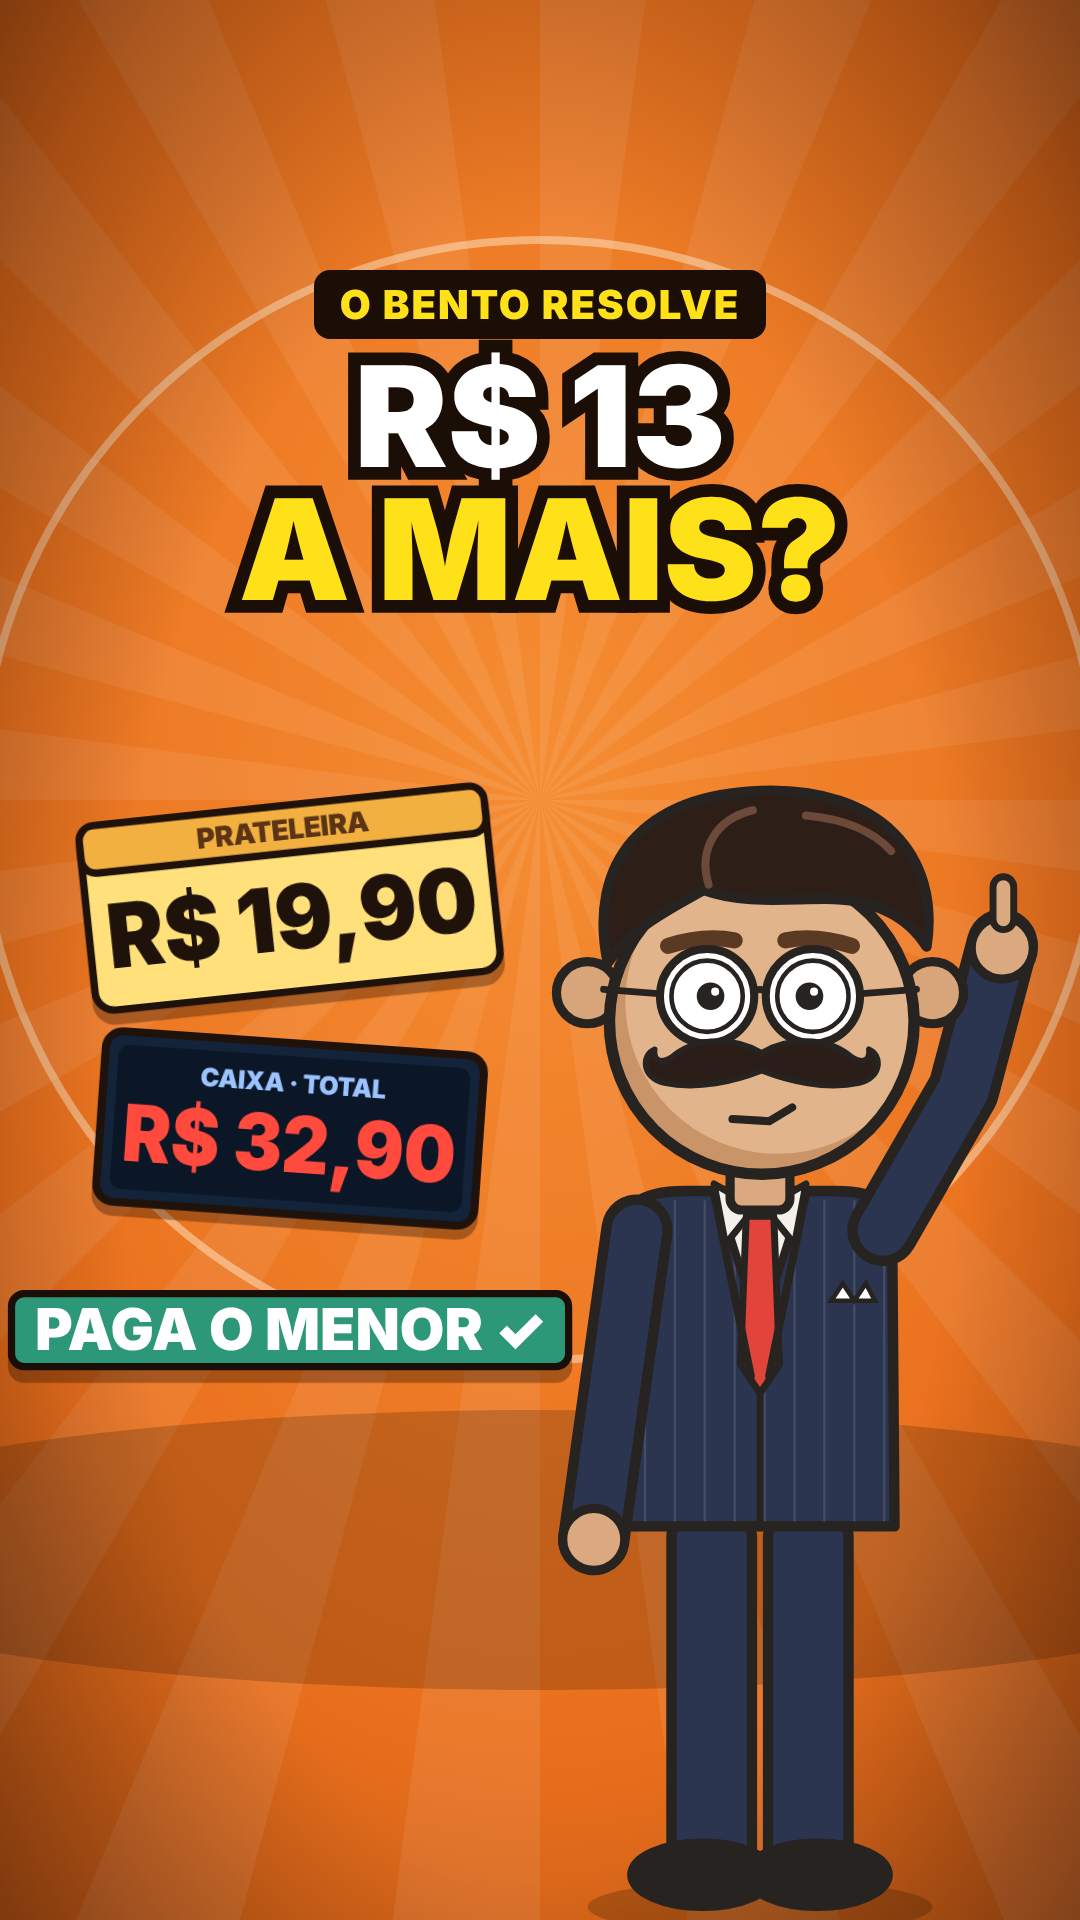 O BENTO RESOLVE
R$ 13
A MAIS?
PRATELEIRA
R$ 19,90
CAIXA · TOTAL
R$ 32,90
PAGA O MENOR ✓